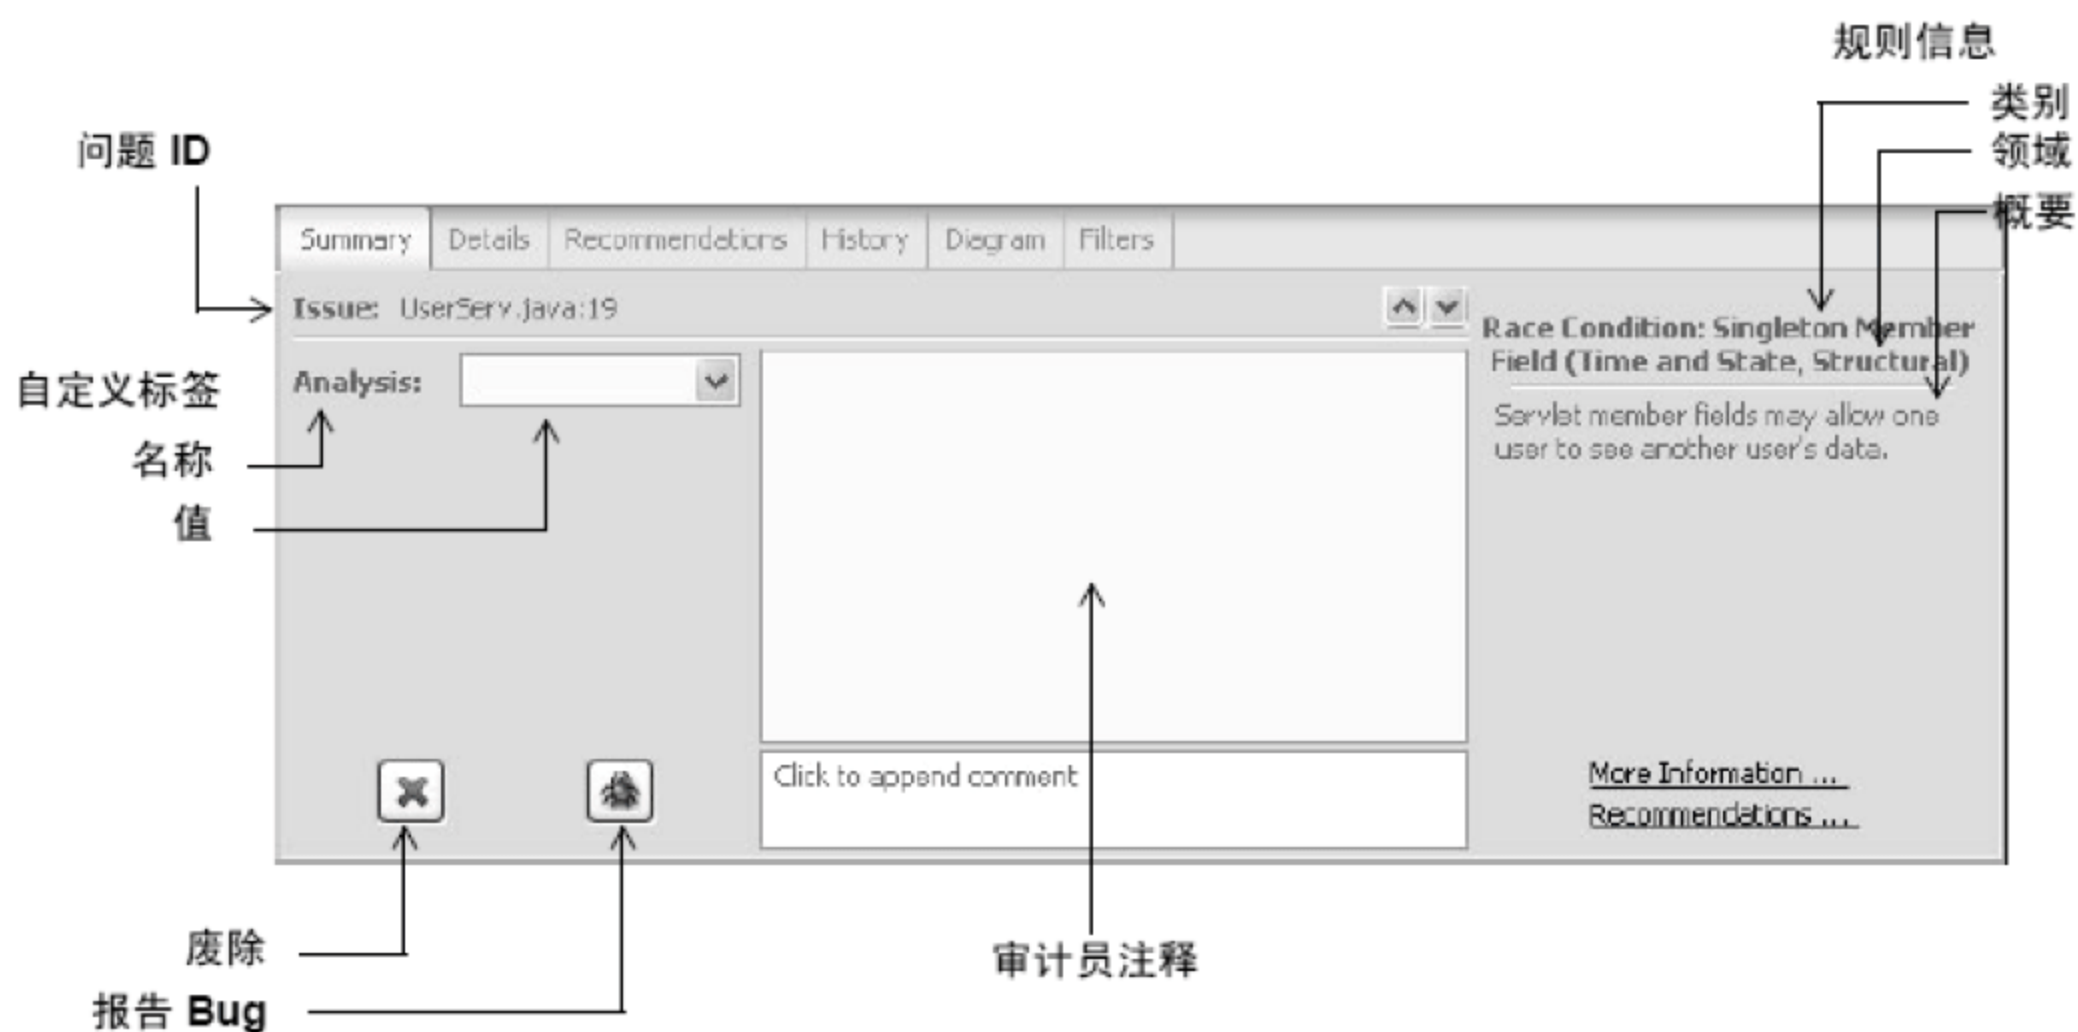 规则信息
类别
问题 ID
领域
概要
Summary Details Recommendations History Diagram Filters
Issue: UserServ.java:19
Race Condition: Singleton Member
Field (Time and State, Structural)
自定义标签
Analysis:
Servlet member fields may allow one
user to see another user's data.
名称
值
Click to append comment
More Information ...
Recommendations ...
废除
审计员注释
报告 Bug